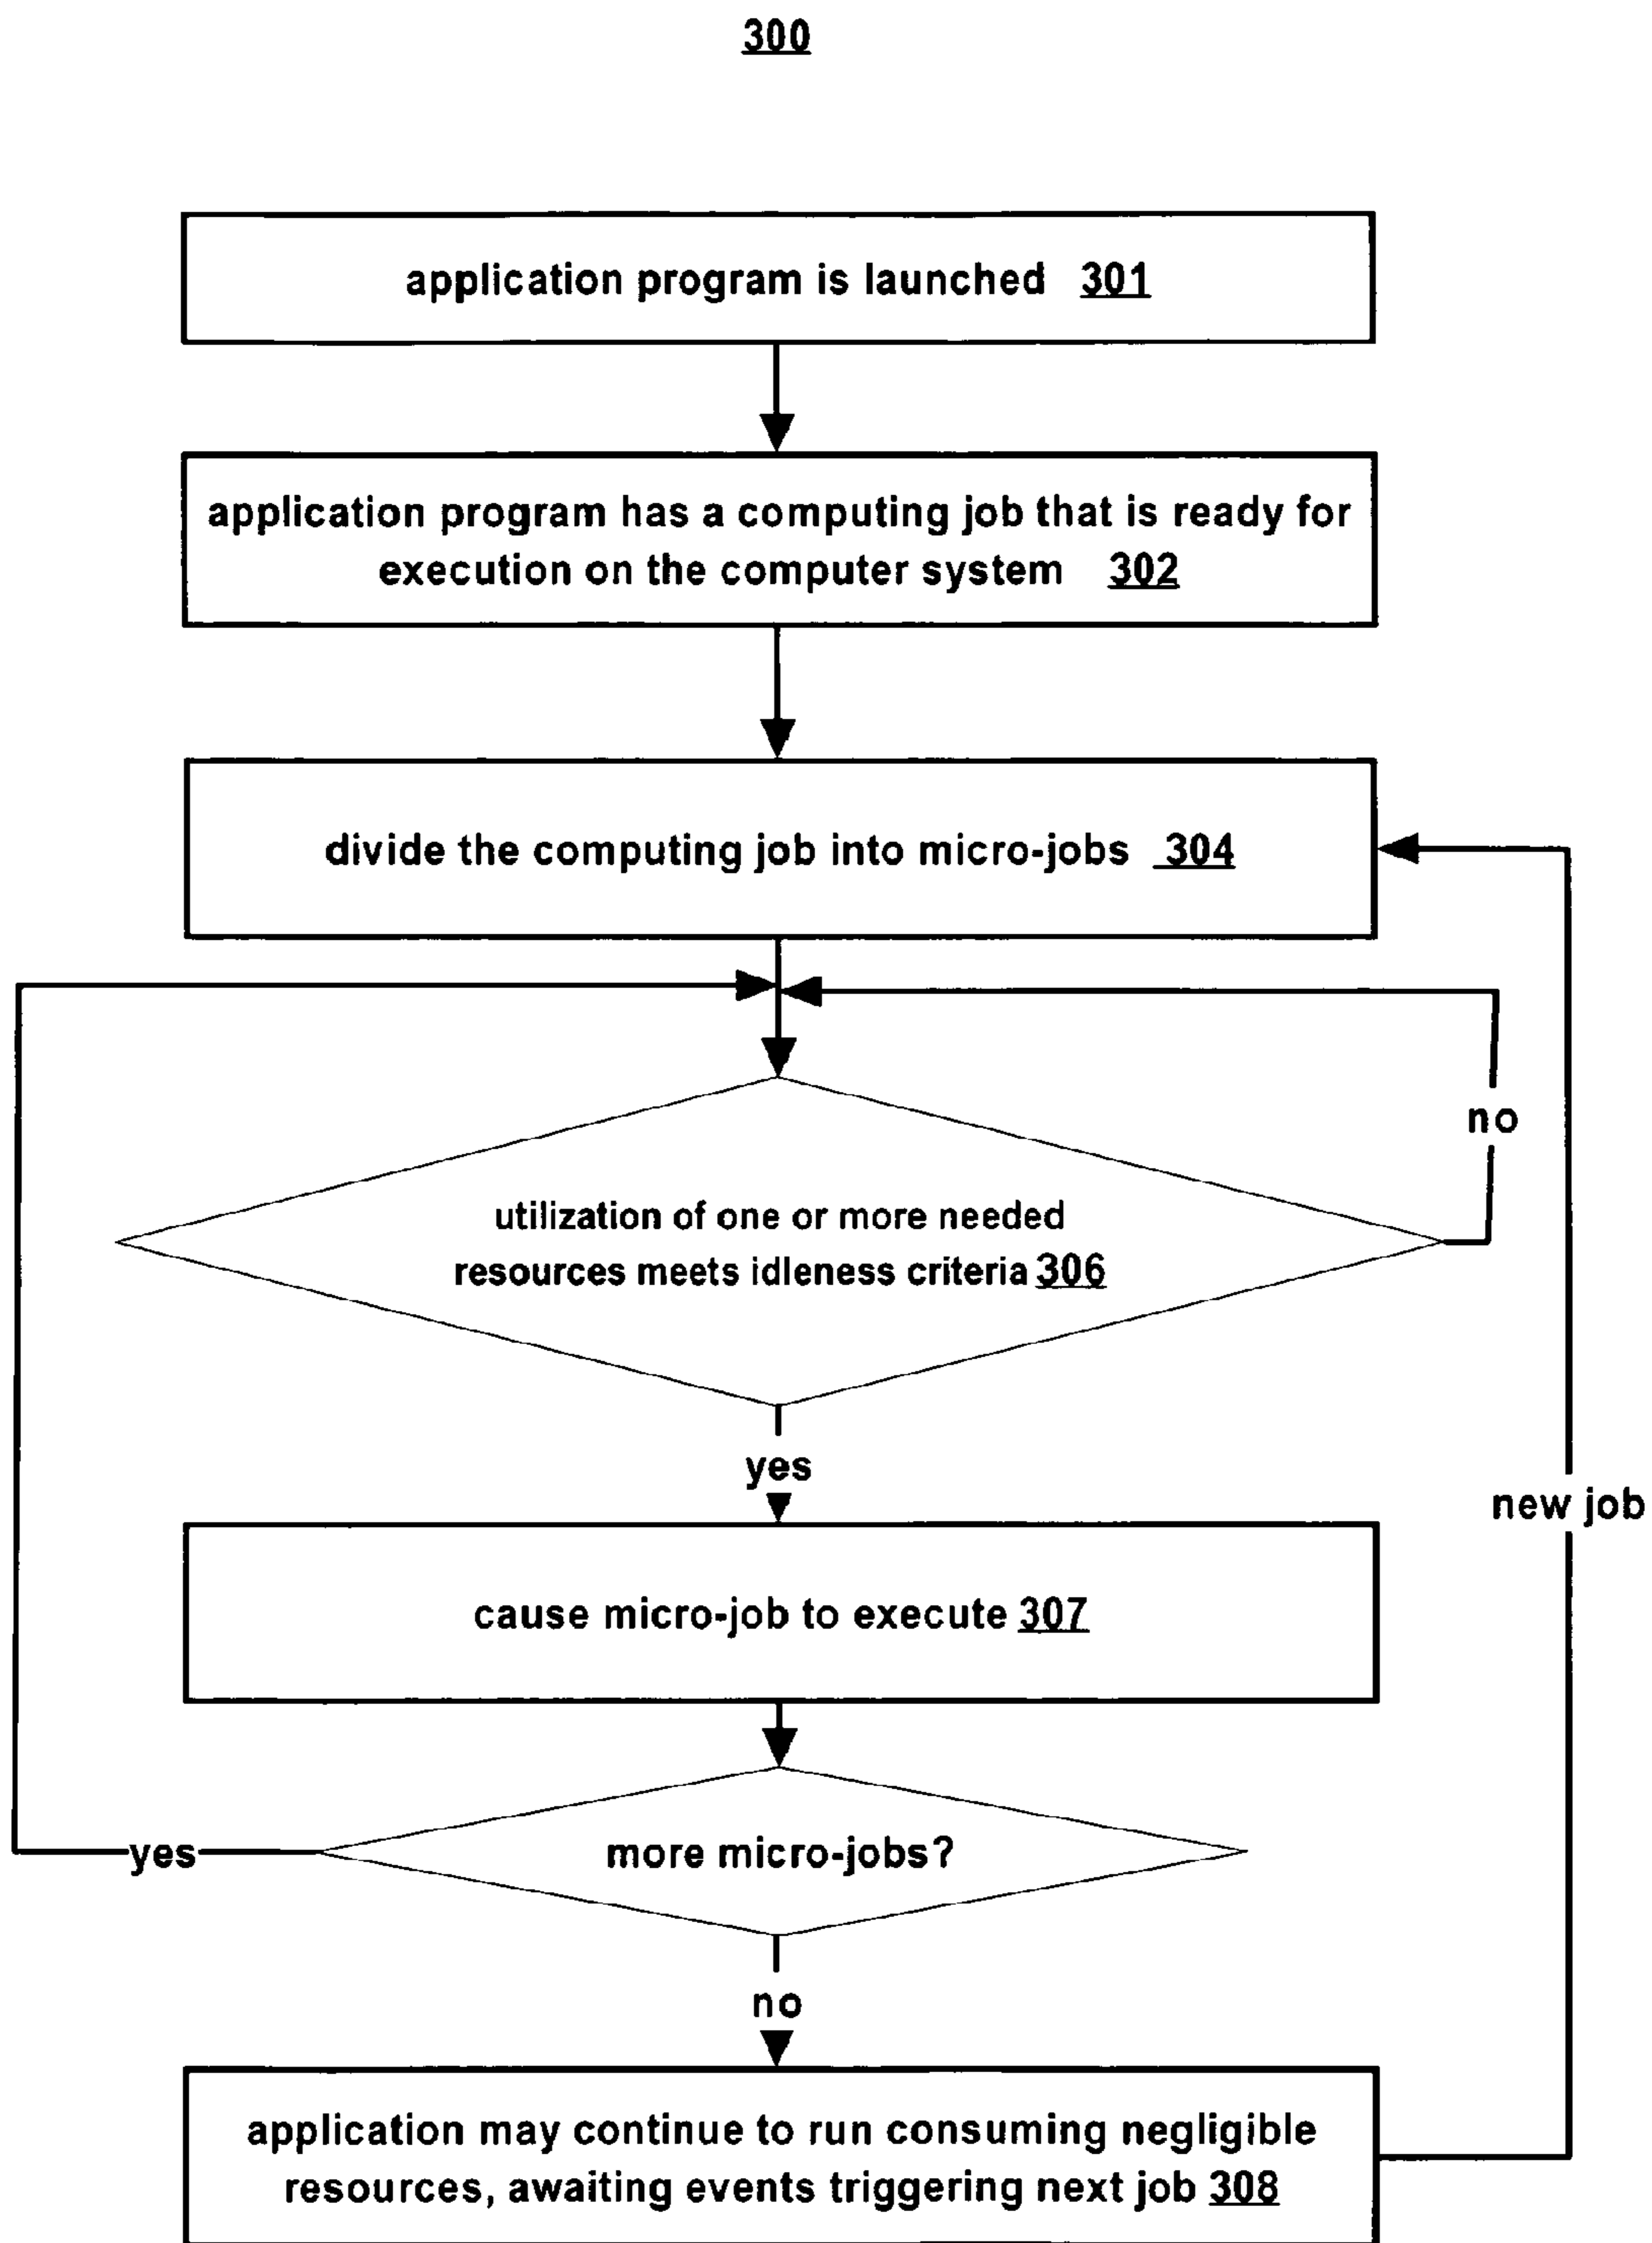 300
application program is launched 301
application program has a computing job that is ready for
execution on the computer system 302
divide the computing job into micro-jobs 304
no
utilization of one or more needed
resources meets idleness criteria 306
yes
new job
cause micro-job to execute 307
more micro-jobs?
yes
no
application may continue to run consuming negligible
resources, awaiting events triggering next job 308